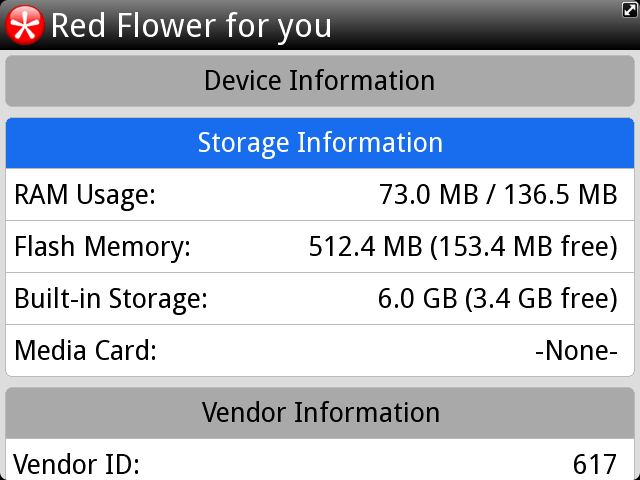 Red Flower for you
Device Information
Storage Information
RAM Usage: 73.0 MB / 136.5 MB
Flash Memory: 512.4 MB (153.4 MB free)
Built-in Storage: 6.0 GB (3.4 GB free)
Media Card: -None-
Vendor Information
Vendor ID: 617